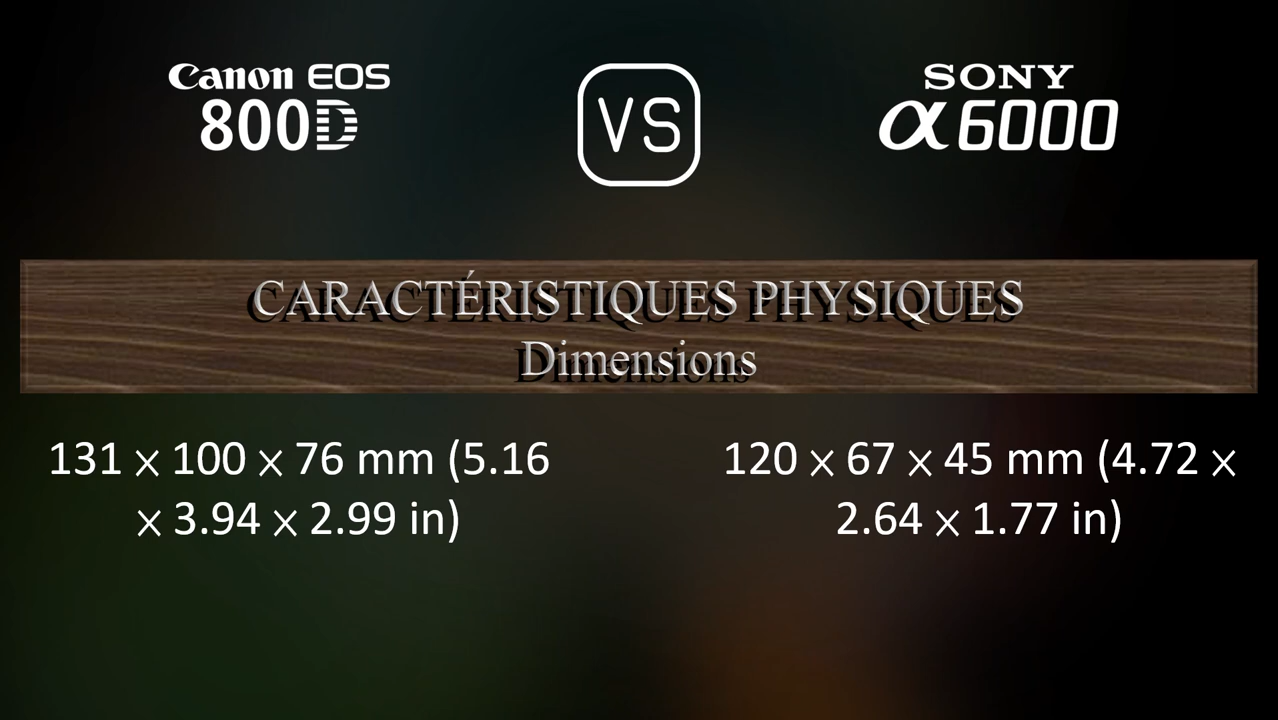 Canon EOS
800D
VS
SONY
α6000
CARACTÉRISTIQUES PHYSIQUES
Dimensions
131 x 100 x 76 mm (5.16
x 3.94 x 2.99 in)
120 x 67 x 45 mm (4.72 x
2.64 x 1.77 in)